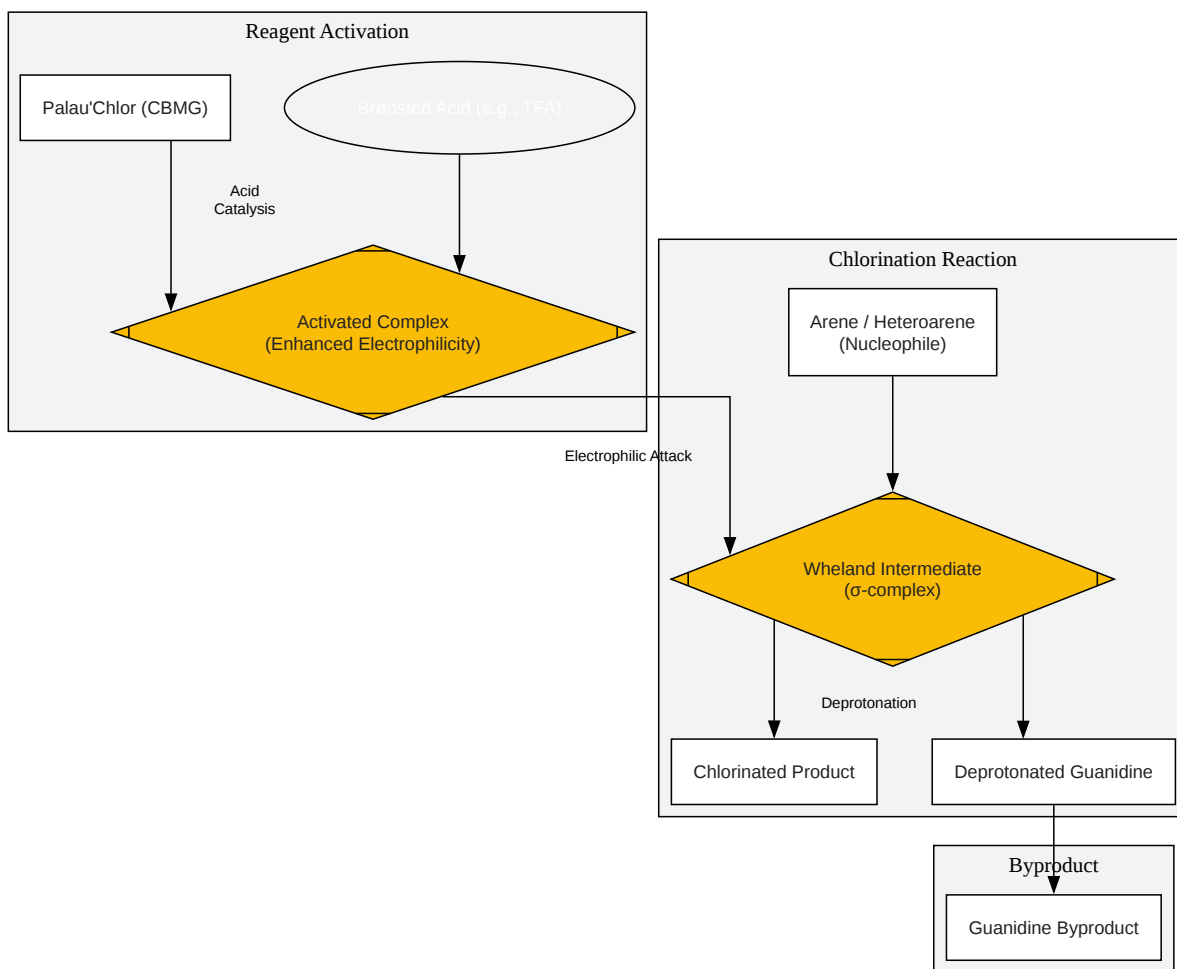 Reagent Activation
Palau'Chlor (CBMG)
Brønsted Acid (e.g., TFA)
Acid
Catalysis
Activated Complex
(Enhanced Electrophilicity)
Chlorination Reaction
Arene / Heteroarene
(Nucleophile)
Electrophilic Attack
Wheland Intermediate
(σ-complex)
Deprotonation
Chlorinated Product
Deprotonated Guanidine
Byproduct
Guanidine Byproduct